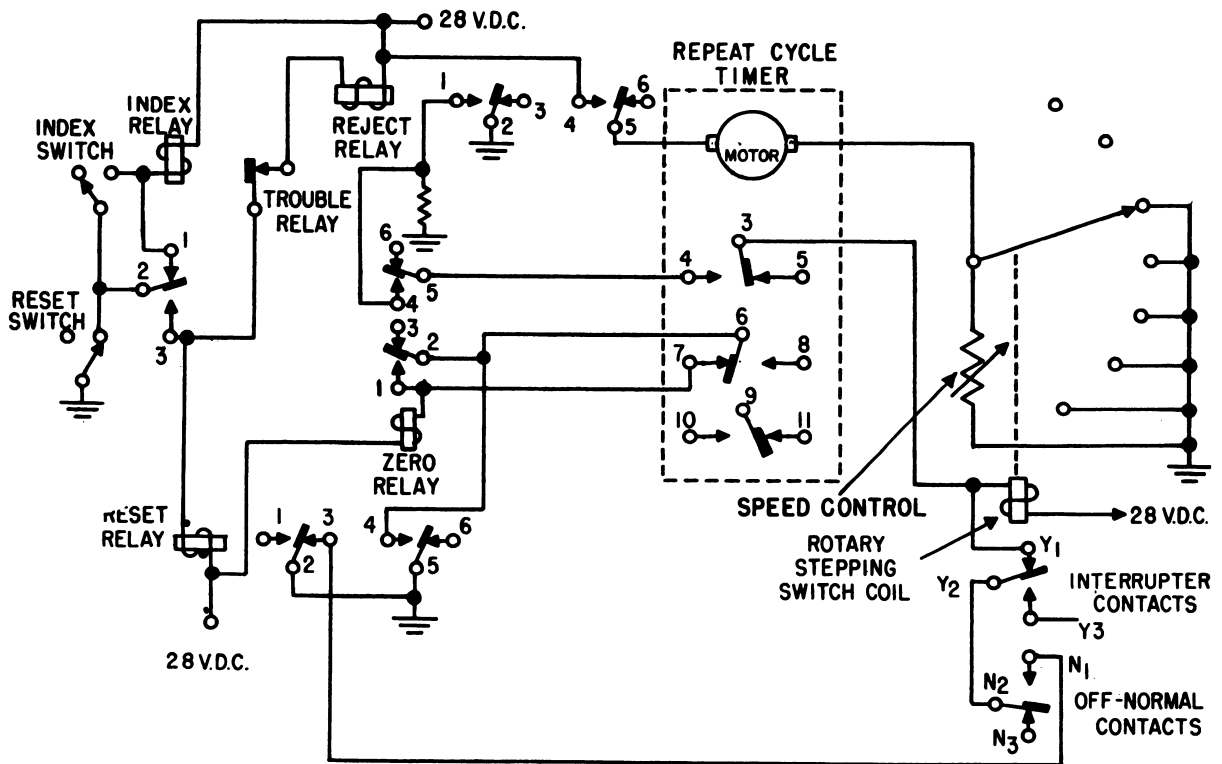 28 V.D.C.
REPEAT CYCLE
TIMER
INDEX
RELAY
INDEX
SWITCH
REJECT
RELAY
1
2
3
4
5
6
MOTOR
TROUBLE
RELAY
1
2
3
RESET
SWITCH
6
5
4
3
2
1
3
4
5
6
7
8
9
10
11
ZERO
RELAY
SPEED CONTROL
28 V.D.C.
ROTARY
STEPPING
SWITCH COIL
RESET
RELAY
1
2
3
4
5
6
28 V.D.C.
Y1
Y2
Y3
INTERRUPTER
CONTACTS
N1
N2
N3
OFF-NORMAL
CONTACTS